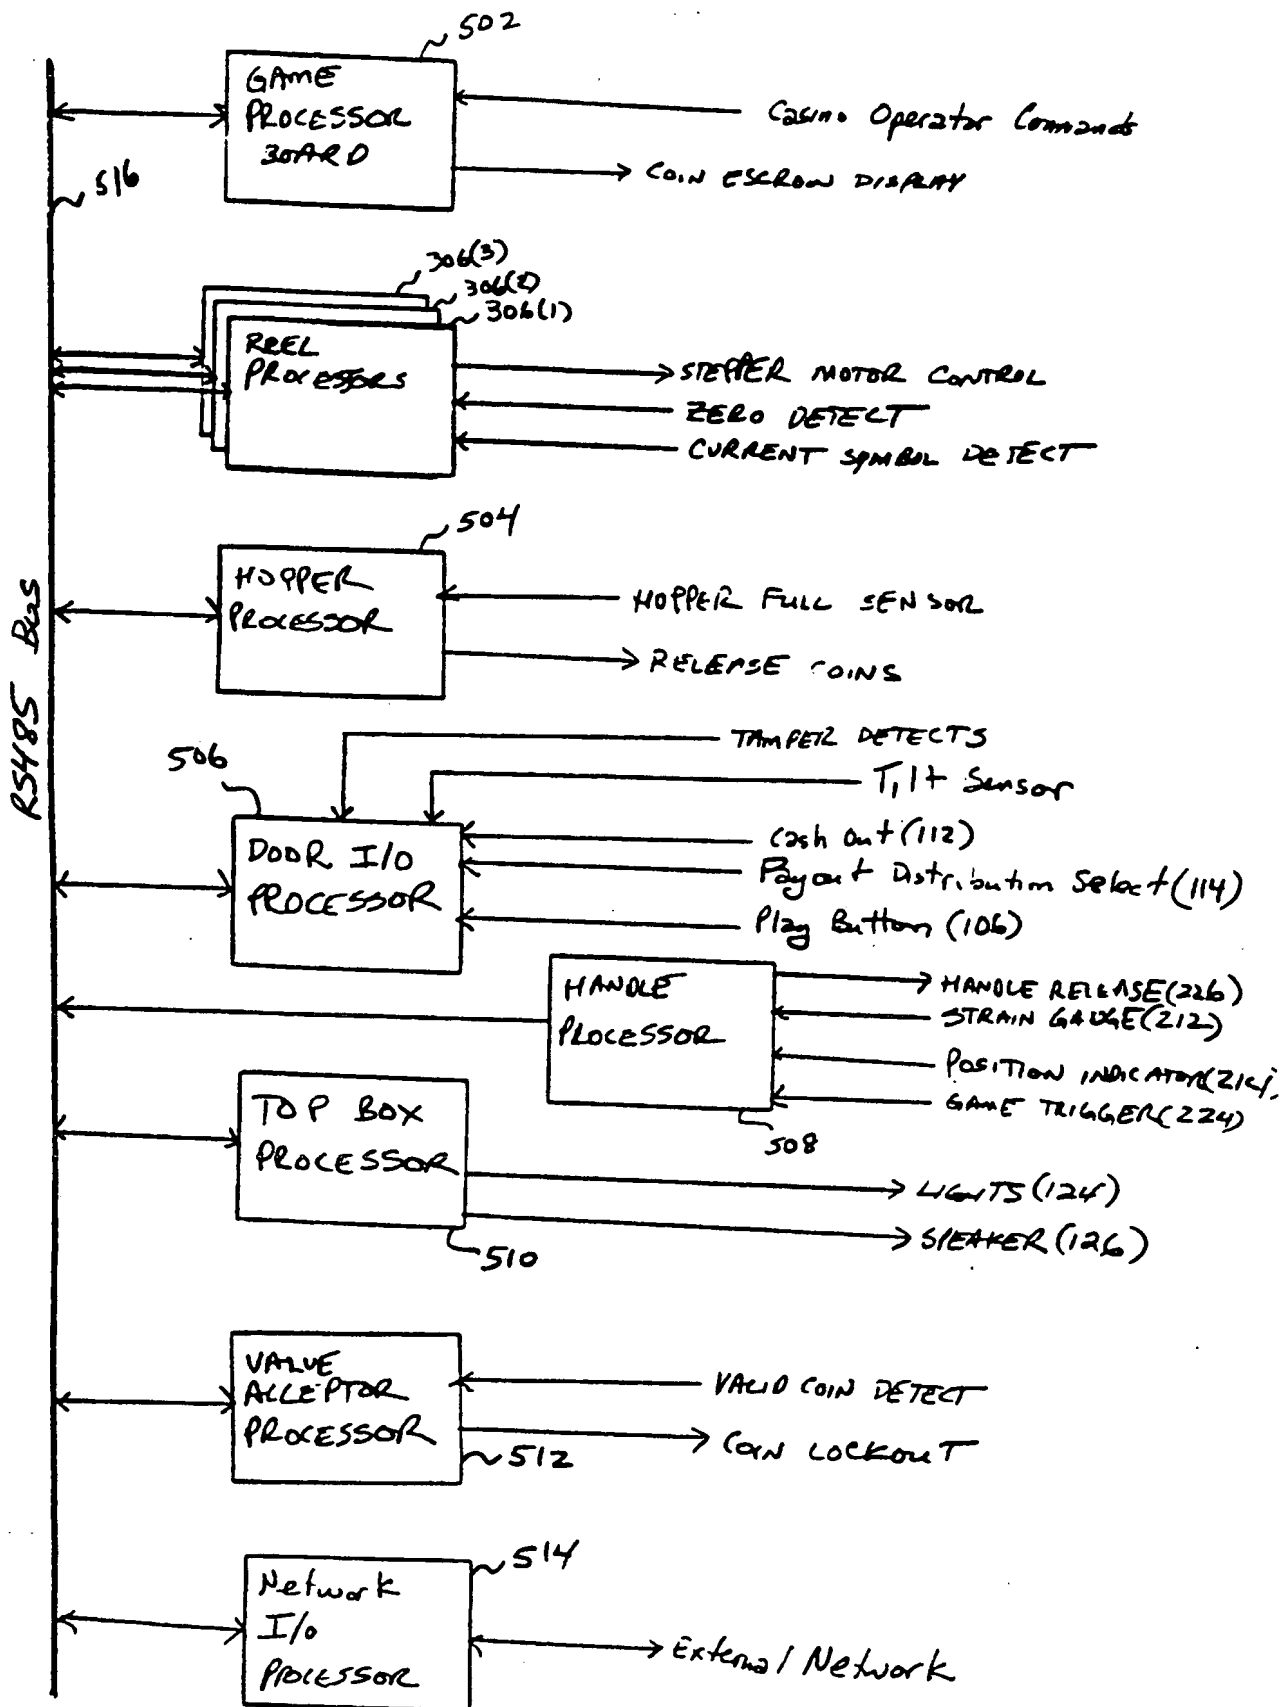 502
GAME
PROCESSOR
BOARD
Casino Operator Commands
COIN ESCROW DISPLAY
516
306(3)
306(2)
306(1)
REEL
PROCESSORS
STEPPER MOTOR CONTROL
ZERO DETECT
CURRENT SYMBOL DETECT
504
HOPPER
PROCESSOR
HOPPER FULL SENSOR
RELEASE COINS
RS485 Bus
506
TAMPER DETECTS
Tilt Sensor
DOOR I/O
PROCESSOR
Cash Out (112)
Payout Distribution Select (114)
Play Button (106)
HANDLE
PROCESSOR
HANDLE RELEASE (226)
STRAIN GAUGE (212)
POSITION INDICATOR (214)
GAME TRIGGER (224)
508
TOP BOX
PROCESSOR
LIGHTS (124)
SPEAKER (126)
510
VALUE
ACCEPTOR
PROCESSOR
VALID COIN DETECT
COIN LOCKOUT
512
514
Network
I/O
PROCESSOR
External Network